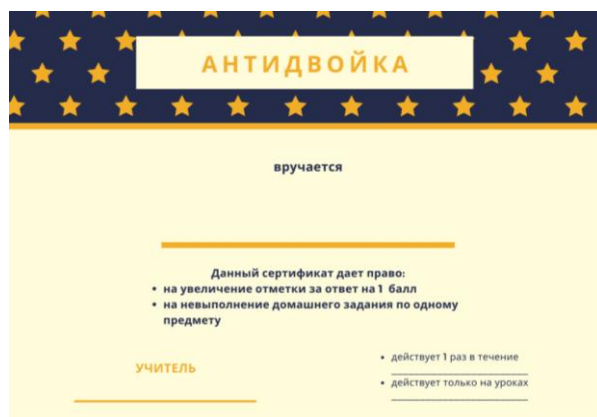 АНТИДВОЙКА
вручается
Данный сертификат дает право:
• на увеличение отметки за ответ на 1 балл
• на невыполнение домашнего задания по одному
предмету
УЧИТЕЛЬ
• действует 1 раз в течение
• действует только на уроках